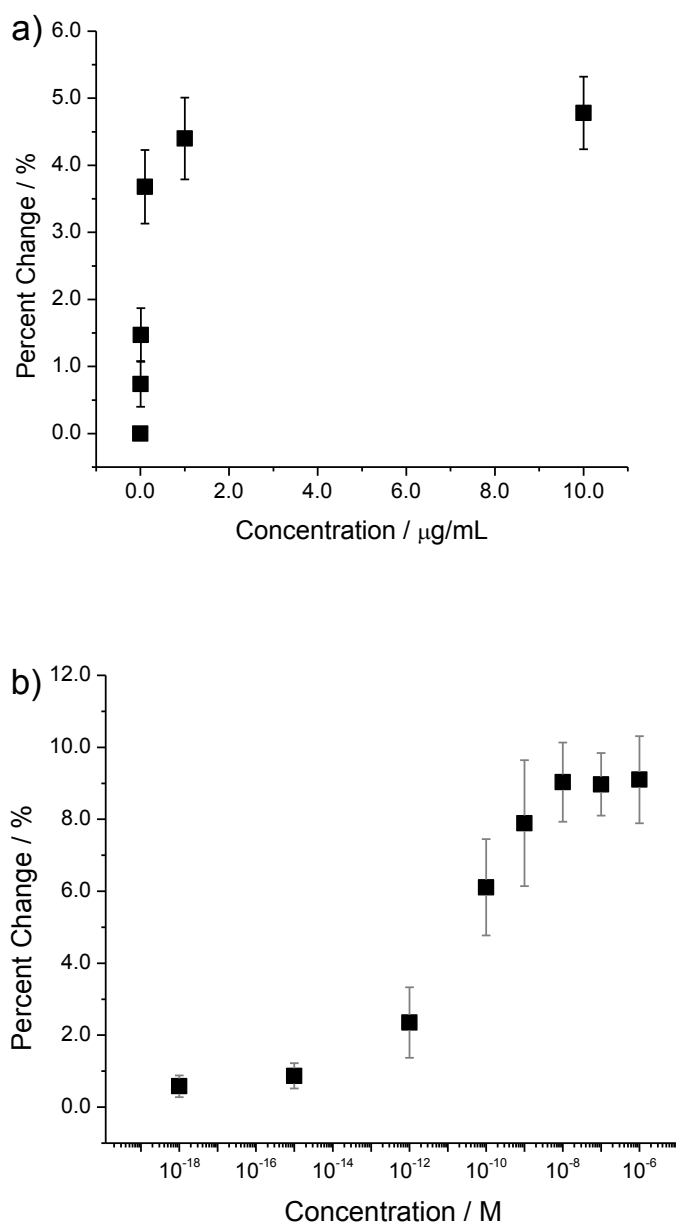 a)
6.0
5.0
4.0
3.0
2.0
1.0
0.0
Percent Change / %
0.0 2.0 4.0 6.0 8.0 10.0
Concentration / μg/mL
b)
12.0
10.0
8.0
6.0
4.0
2.0
0.0
Percent Change / %
10⁻¹⁸ 10⁻¹⁶ 10⁻¹⁴ 10⁻¹² 10⁻¹⁰ 10⁻⁸ 10⁻⁶
Concentration / M